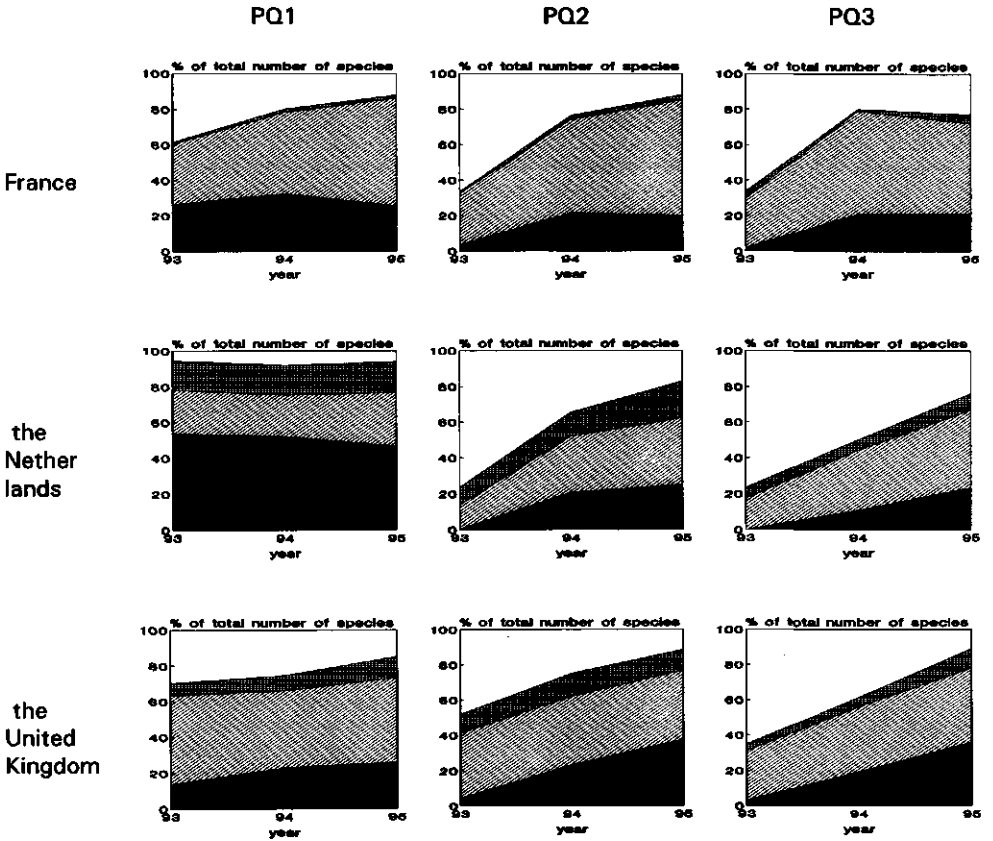 PQ1 PQ2 PQ3
% of total number of species % of total number of species % of total number of species
100 100 100
80 80 80
60 60 60
France
40 40 40
20 20 20
0 0 0
93 94 95 93 94 95 93 94 95
year year year
% of total number of species % of total number of species % of total number of species
100 100 100
80 80 80
60 60 60
the
Nether
lands
40 40 40
20 20 20
0 0 0
93 94 95 93 94 95 93 94 95
year year year
% of total number of species % of total number of species % of total number of species
100 100 100
80 80 80
60 60 60
the
United
Kingdom
40 40 40
20 20 20
0 0 0
93 94 95 93 94 95 93 94 95
year year year